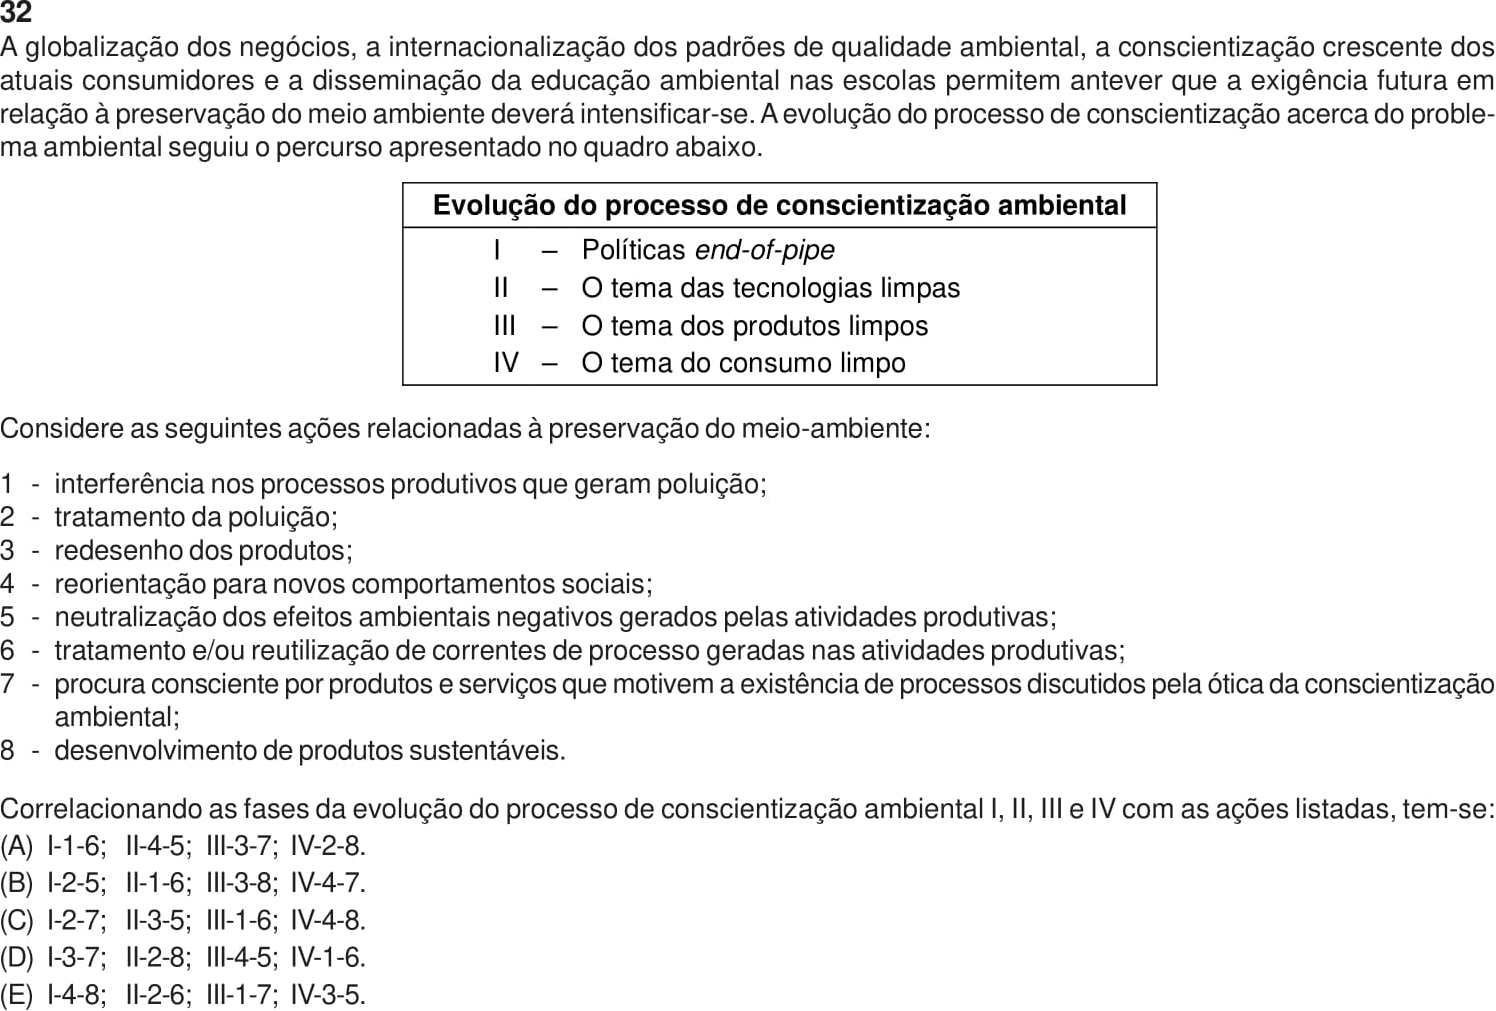 32
A globalização dos negócios, a internacionalização dos padrões de qualidade ambiental, a conscientização crescente dos
atuais consumidores e a disseminação da educação ambiental nas escolas permitem antever que a exigência futura em
relação à preservação do meio ambiente deverá intensificar-se. A evolução do processo de conscientização acerca do proble-
ma ambiental seguiu o percurso apresentado no quadro abaixo.
Evolução do processo de conscientização ambiental
I – Políticas end-of-pipe
II – O tema das tecnologias limpas
III – O tema dos produtos limpos
IV – O tema do consumo limpo
Considere as seguintes ações relacionadas à preservação do meio-ambiente:
1 - interferência nos processos produtivos que geram poluição;
2 - tratamento da poluição;
3 - redesenho dos produtos;
4 - reorientação para novos comportamentos sociais;
5 - neutralização dos efeitos ambientais negativos gerados pelas atividades produtivas;
6 - tratamento e/ou reutilização de correntes de processo geradas nas atividades produtivas;
7 - procura consciente por produtos e serviços que motivem a existência de processos discutidos pela ótica da conscientização
ambiental;
8 - desenvolvimento de produtos sustentáveis.
Correlacionando as fases da evolução do processo de conscientização ambiental I, II, III e IV com as ações listadas, tem-se:
(A) I-1-6; II-4-5; III-3-7; IV-2-8.
(B) I-2-5; II-1-6; III-3-8; IV-4-7.
(C) I-2-7; II-3-5; III-1-6; IV-4-8.
(D) I-3-7; II-2-8; III-4-5; IV-1-6.
(E) I-4-8; II-2-6; III-1-7; IV-3-5.